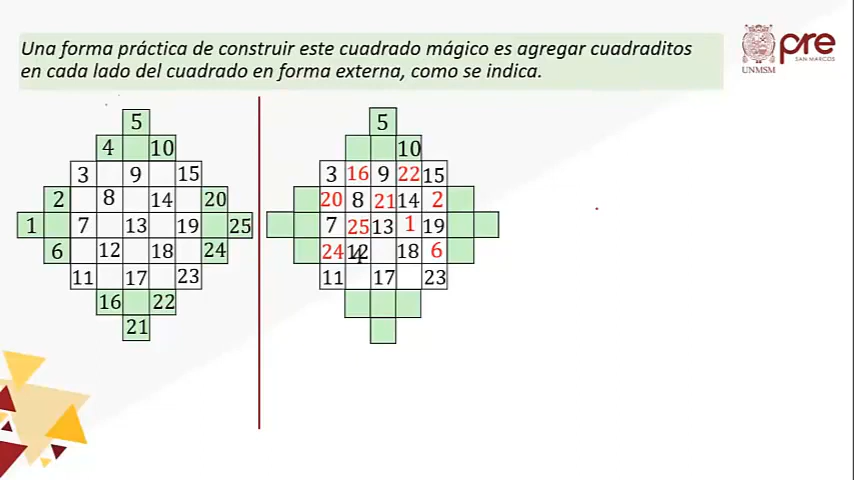 Una forma práctica de construir este cuadrado mágico es agregar cuadraditos
en cada lado del cuadrado en forma externa, como se indica.
UNMSM
pre
SAN MARCOS
5
4 10
3 9 15
2 8 14 20
1 7 13 19 25
6 12 18 24
11 17 23
16 22
21
5
10
3 16 9 22 15
20 8 21 14 2
7 25 13 1 19
24 12 4 18 6
11 17 23